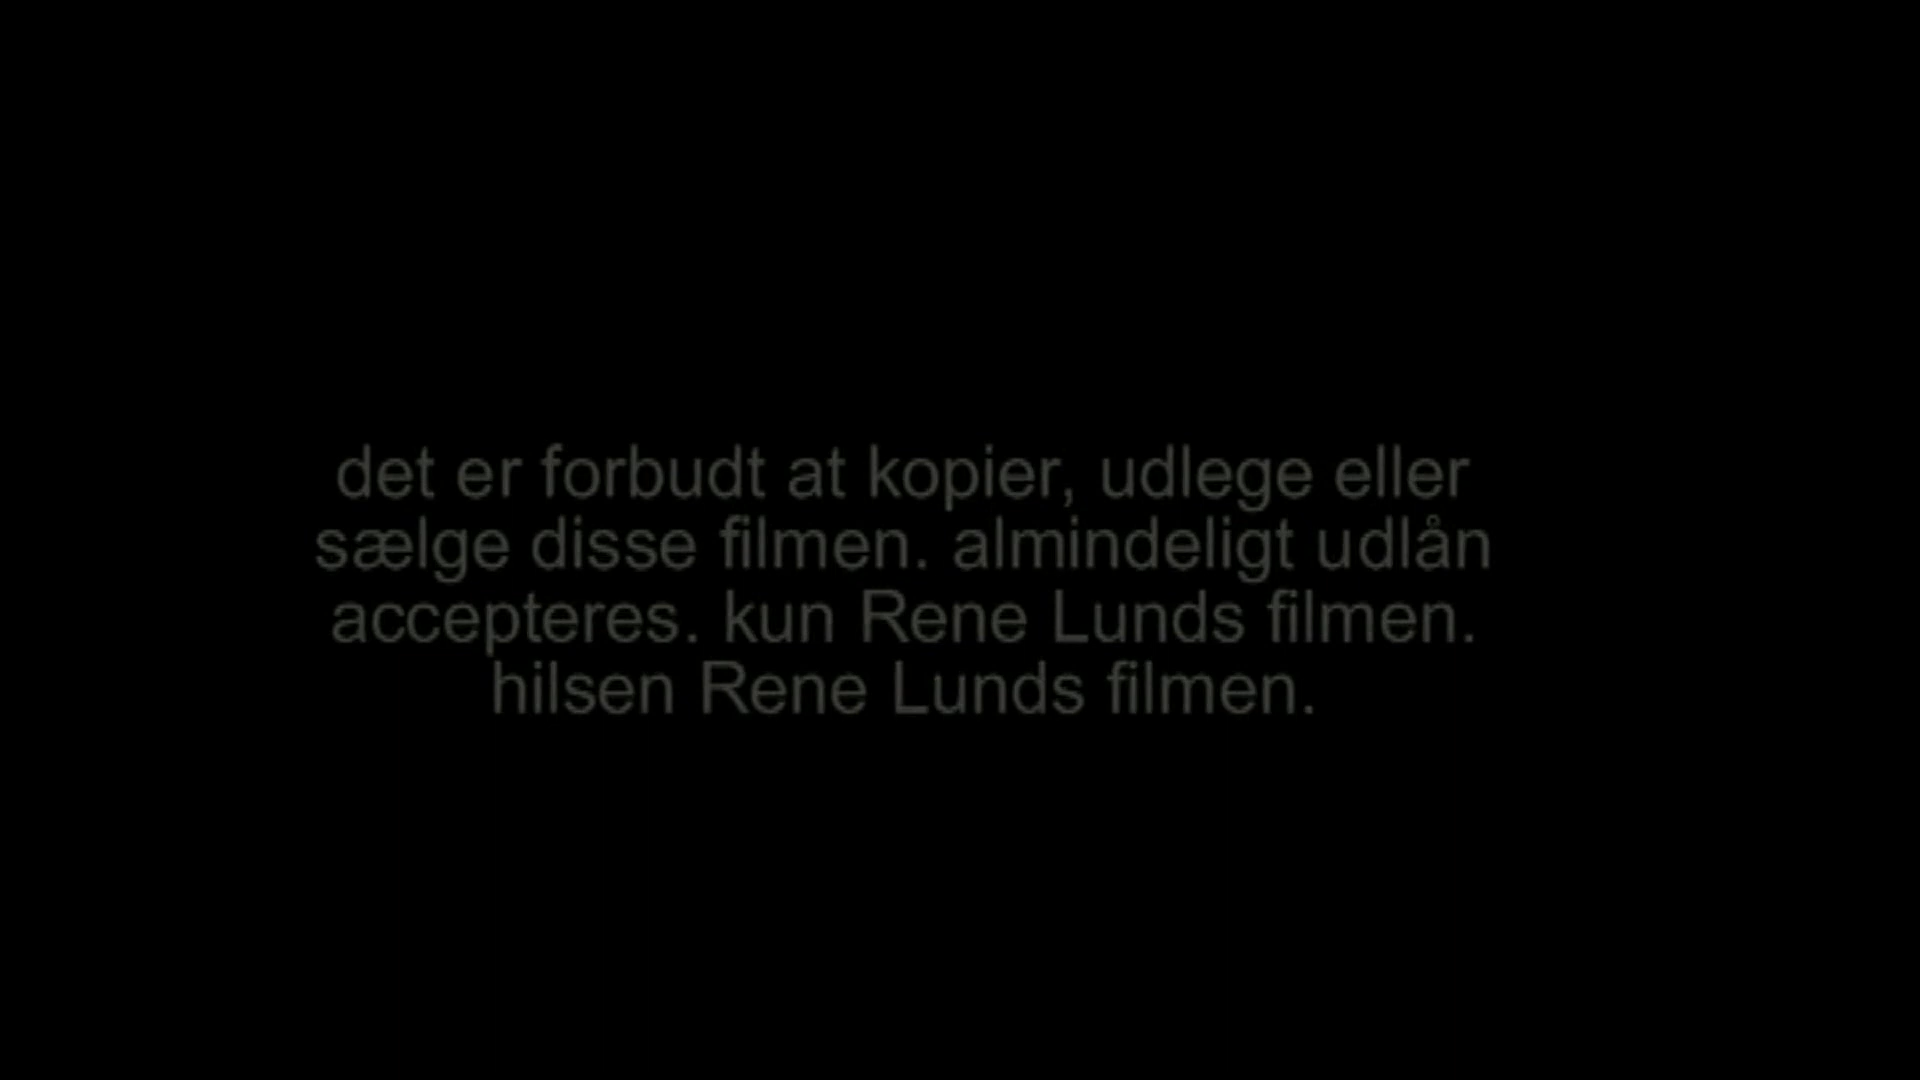 det er forbudt at kopier, udlege eller
sælge disse filmen. almindeligt udlån
accepteres. kun Rene Lunds filmen.
hilsen Rene Lunds filmen.